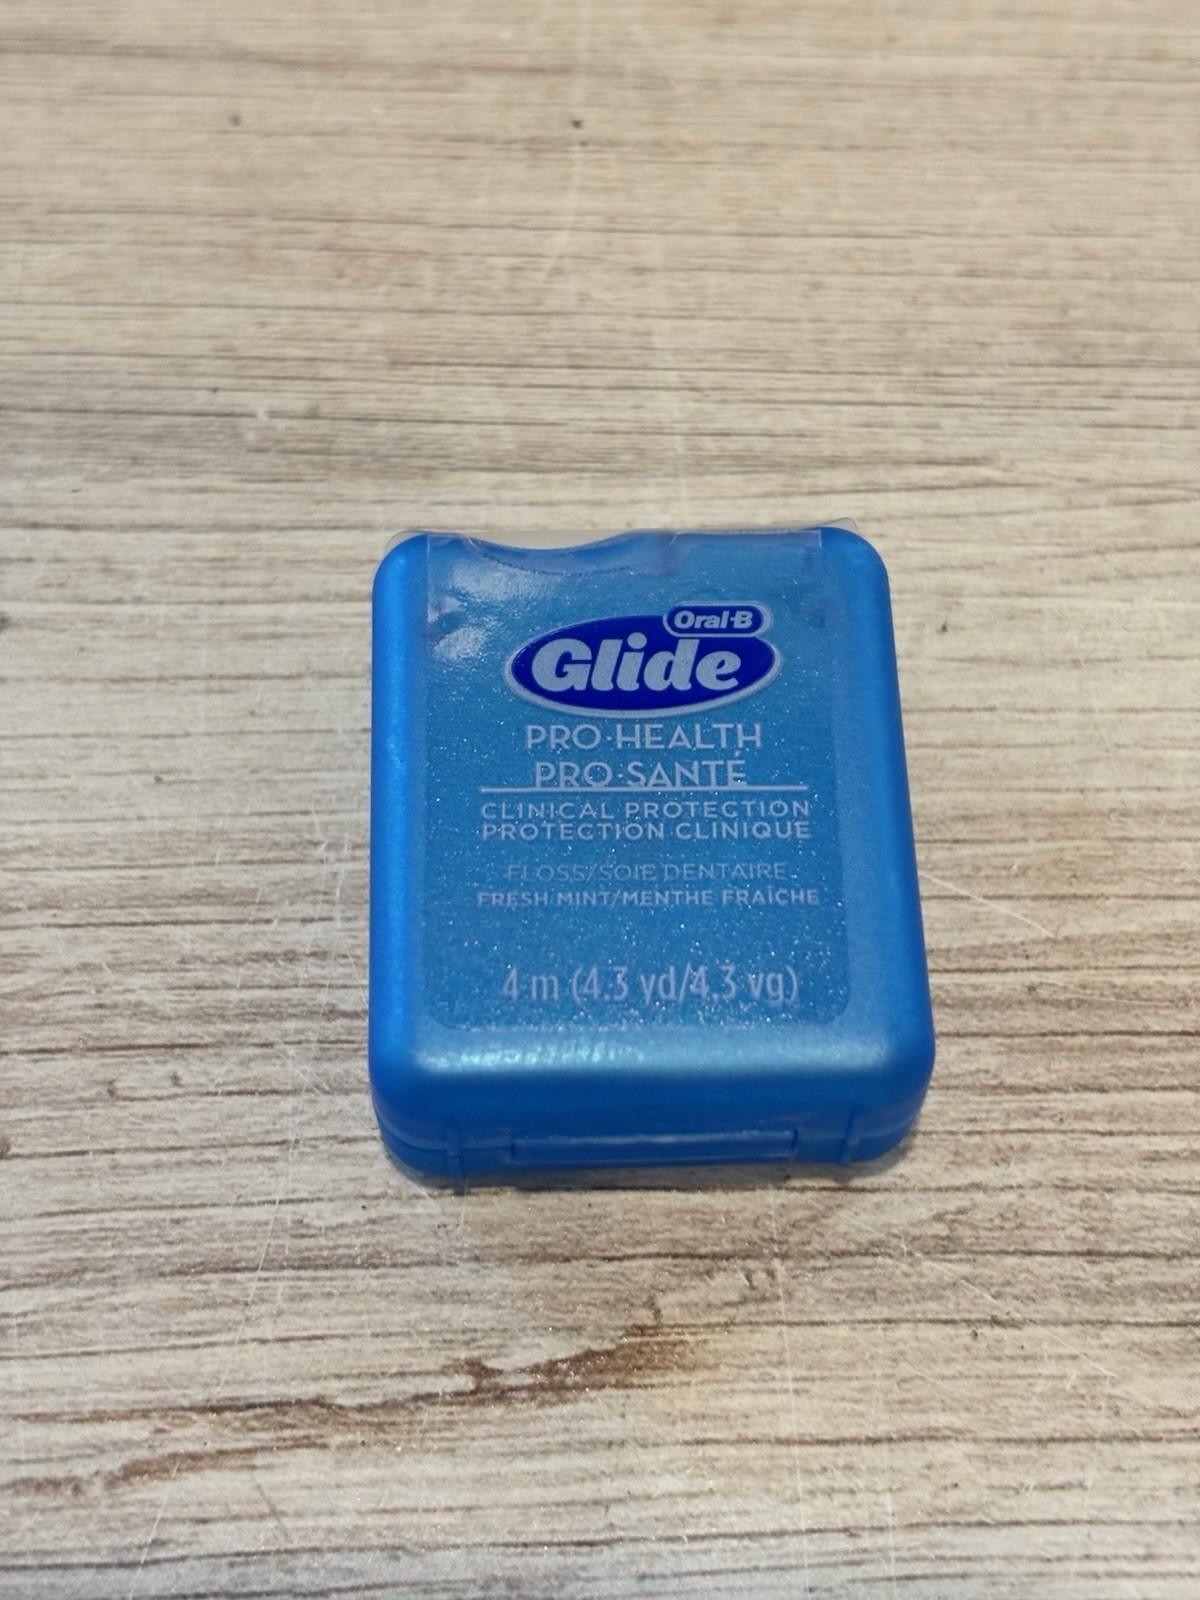 Oral-B
Glide
PRO·HEALTH
PRO·SANTÉ
CLINICAL PROTECTION
PROTECTION CLINIQUE
FLOSS/SOIE DENTAIRE
FRESH MINT/MENTHE FRAÎCHE
4 m (4.3 yd/4.3 vg)